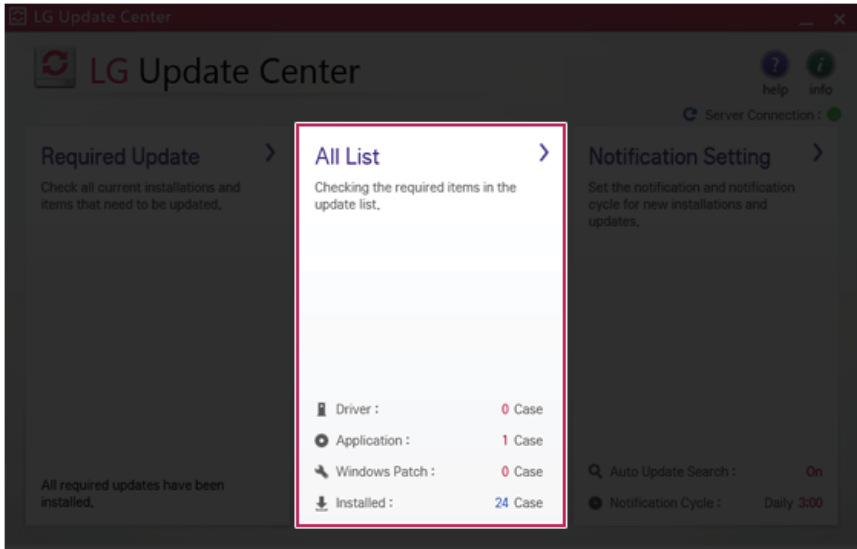 LG Update Center
LG Update Center
help
info
Server Connection :
Required Update
Check all current installations and
items that need to be updated.
All required updates have been
installed.
All List
Checking the required items in the
update list.
Driver :
0 Case
Application :
1 Case
Windows Patch :
0 Case
Installed :
24 Case
Notification Setting
Set the notification and notification
cycle for new installations and
updates.
Auto Update Search :
On
Notification Cycle :
Daily 3:00